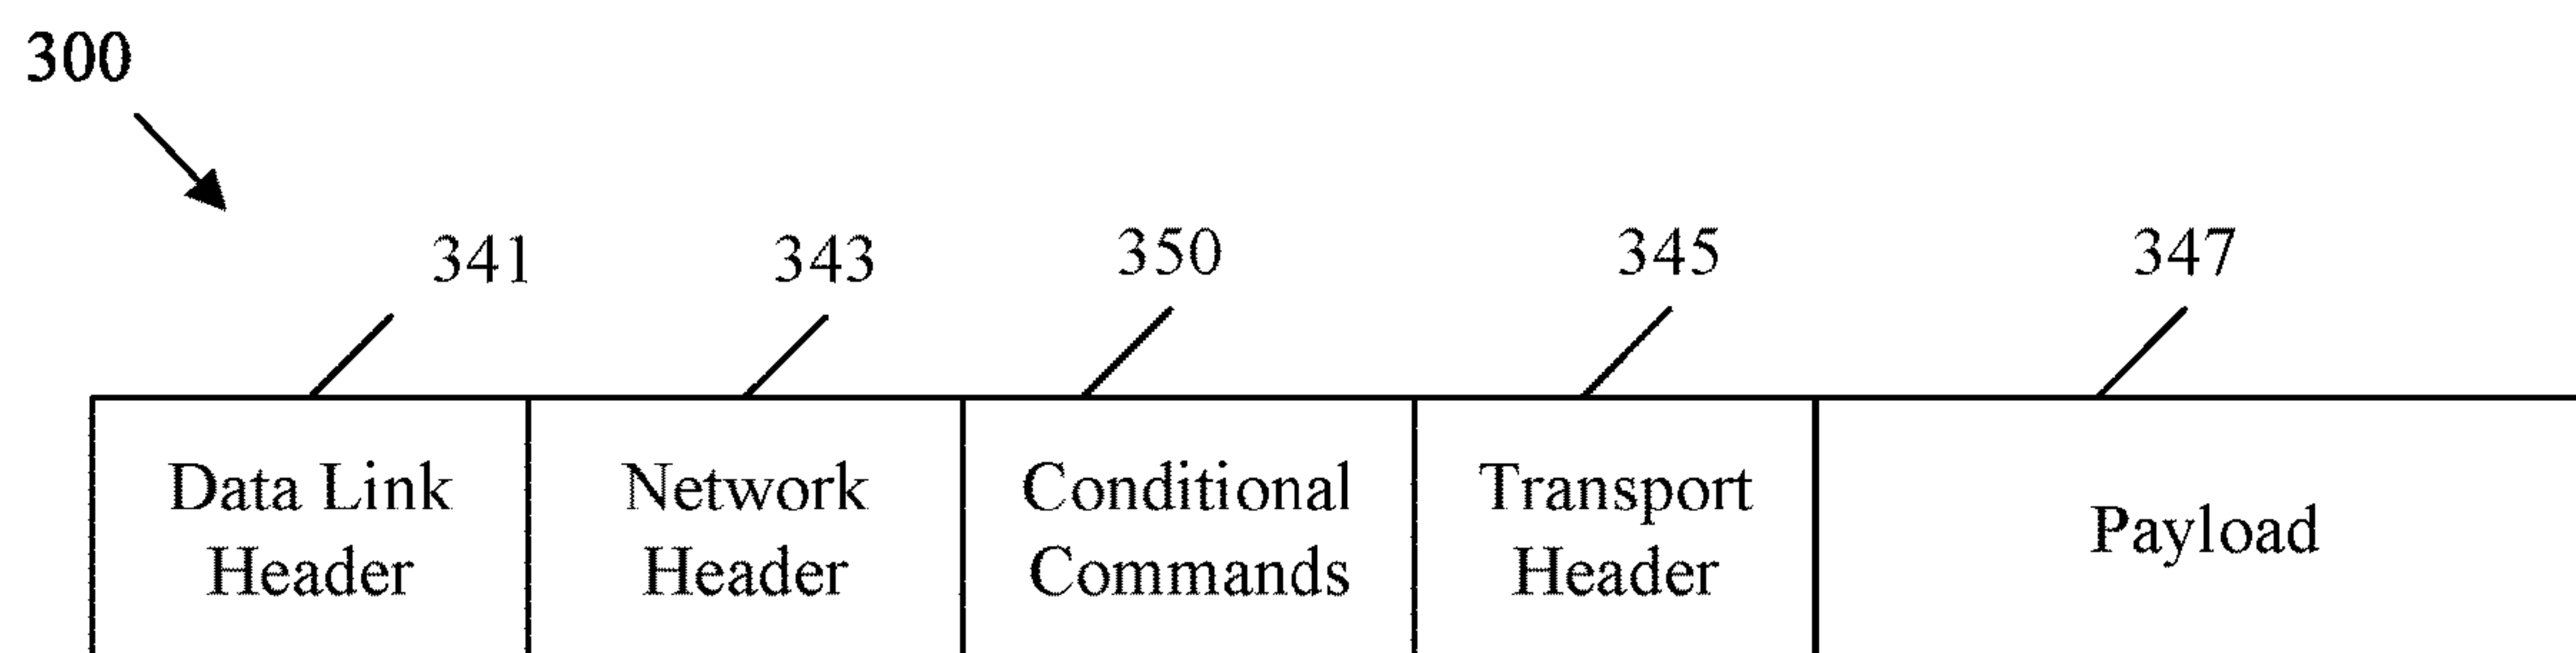 300
341
343
350
345
347
Data Link
Header
Network
Header
Conditional
Commands
Transport
Header
Payload